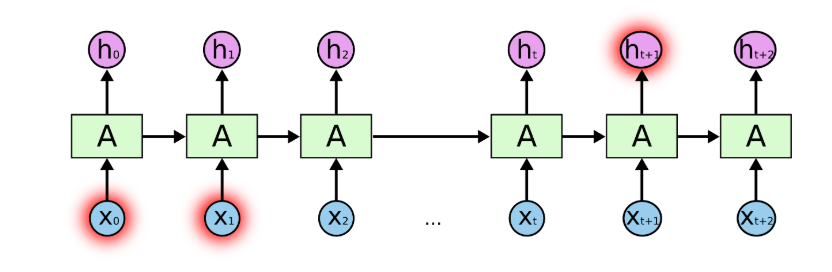 h₀ h₁ h₂ hₜ hₜ₊₁ hₜ₊₂
A A A A A A
x₀ x₁ x₂ ... xₜ xₜ₊₁ xₜ₊₂